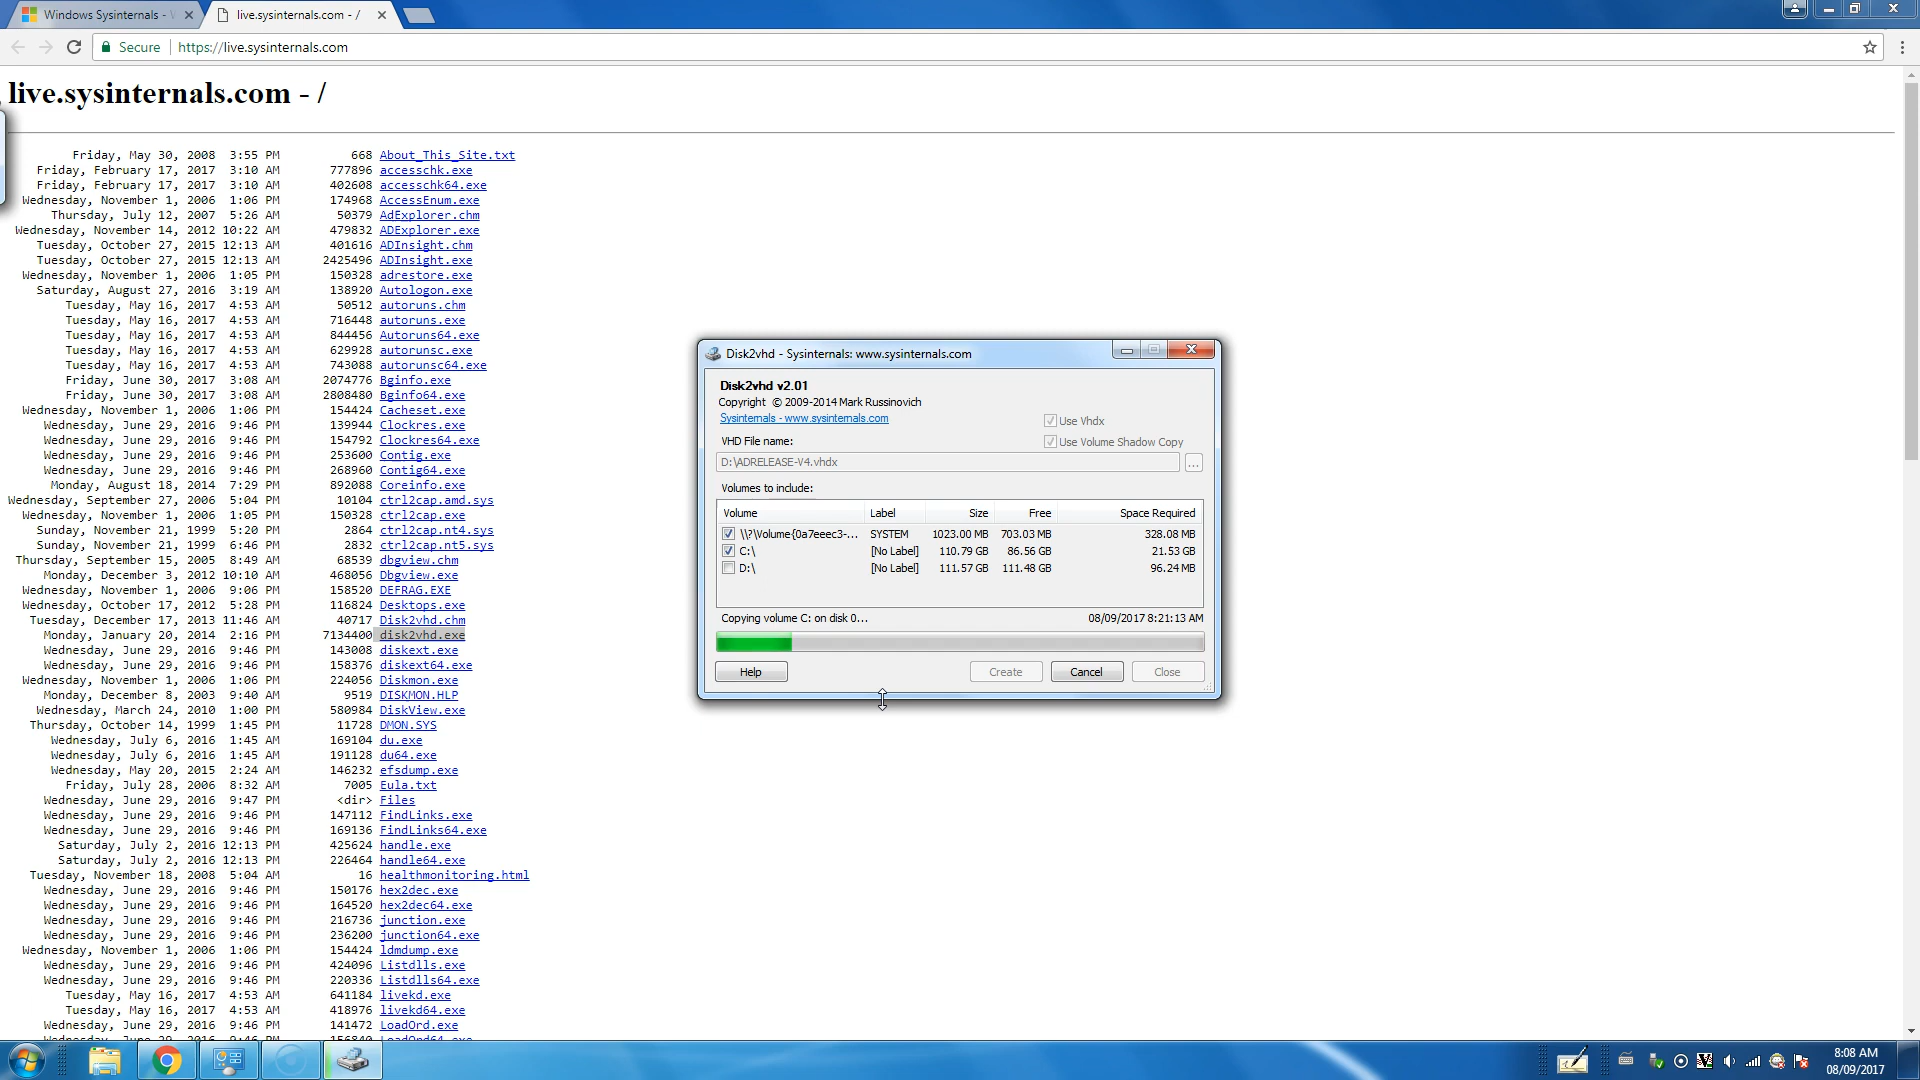 Windows Sysinternals -
live.sysinternals.com - /
Secure
https://live.sysinternals.com
live.sysinternals.com - /
Friday, May 30, 2008 3:55 PM 668 About_This_Site.txt
Friday, February 17, 2017 3:10 AM 777896 accesschk.exe
Friday, February 17, 2017 3:10 AM 402608 accesschk64.exe
Wednesday, November 1, 2006 1:06 PM 174968 AccessEnum.exe
Thursday, July 12, 2007 5:26 AM 50379 AdExplorer.chm
Wednesday, November 14, 2012 10:22 AM 479832 ADExplorer.exe
Tuesday, October 27, 2015 12:13 AM 401616 ADInsight.chm
Tuesday, October 27, 2015 12:13 AM 2425496 ADInsight.exe
Wednesday, November 1, 2006 1:05 PM 150328 adrestore.exe
Saturday, August 27, 2016 3:19 AM 138920 Autologon.exe
Tuesday, May 16, 2017 4:53 AM 50512 autoruns.chm
Tuesday, May 16, 2017 4:53 AM 716448 autoruns.exe
Tuesday, May 16, 2017 4:53 AM 844456 Autoruns64.exe
Tuesday, May 16, 2017 4:53 AM 629928 autorunsc.exe
Tuesday, May 16, 2017 4:53 AM 743088 autorunsc64.exe
Friday, June 30, 2017 3:08 AM 2074776 Bginfo.exe
Friday, June 30, 2017 3:08 AM 2808480 Bginfo64.exe
Wednesday, November 1, 2006 1:06 PM 154424 Cacheset.exe
Wednesday, June 29, 2016 9:46 PM 139944 Clockres.exe
Wednesday, June 29, 2016 9:46 PM 154792 Clockres64.exe
Wednesday, June 29, 2016 9:46 PM 253600 Contig.exe
Wednesday, June 29, 2016 9:46 PM 268960 Contig64.exe
Monday, August 18, 2014 7:29 PM 892088 Coreinfo.exe
Wednesday, September 27, 2006 5:04 PM 10104 ctrl2cap.amd.sys
Wednesday, November 1, 2006 1:05 PM 150328 ctrl2cap.exe
Sunday, November 21, 1999 5:20 PM 2864 ctrl2cap.nt4.sys
Sunday, November 21, 1999 6:46 PM 2832 ctrl2cap.nt5.sys
Thursday, September 15, 2005 8:49 AM 68539 dbgview.chm
Monday, December 3, 2012 10:10 AM 468056 Dbgview.exe
Wednesday, November 1, 2006 9:06 PM 158520 DEFRAG.EXE
Wednesday, October 17, 2012 5:28 PM 116824 Desktops.exe
Tuesday, December 17, 2013 11:46 AM 40717 Disk2vhd.chm
Monday, January 20, 2014 2:16 PM 7134400 disk2vhd.exe
Wednesday, June 29, 2016 9:46 PM 143008 diskext.exe
Wednesday, June 29, 2016 9:46 PM 158376 diskext64.exe
Wednesday, November 1, 2006 1:06 PM 224056 Diskmon.exe
Monday, December 8, 2003 9:40 AM 9519 DISKMON.HLP
Wednesday, March 24, 2010 1:00 PM 580984 DiskView.exe
Thursday, October 14, 1999 1:45 PM 11728 DMON.SYS
Wednesday, July 6, 2016 1:45 AM 169104 du.exe
Wednesday, July 6, 2016 1:45 AM 191128 du64.exe
Wednesday, May 20, 2015 2:24 AM 146232 efsdump.exe
Friday, July 28, 2006 8:32 AM 7005 Eula.txt
Wednesday, June 29, 2016 9:47 PM <dir> Files
Wednesday, June 29, 2016 9:46 PM 147112 FindLinks.exe
Wednesday, June 29, 2016 9:46 PM 169136 FindLinks64.exe
Saturday, July 2, 2016 12:13 PM 425624 handle.exe
Saturday, July 2, 2016 12:13 PM 226464 handle64.exe
Tuesday, November 18, 2008 5:04 AM 16 healthmonitoring.html
Wednesday, June 29, 2016 9:46 PM 150176 hex2dec.exe
Wednesday, June 29, 2016 9:46 PM 164520 hex2dec64.exe
Wednesday, June 29, 2016 9:46 PM 216736 junction.exe
Wednesday, June 29, 2016 9:46 PM 236200 junction64.exe
Wednesday, November 1, 2006 1:06 PM 154424 ldmdump.exe
Wednesday, June 29, 2016 9:46 PM 424096 Listdlls.exe
Wednesday, June 29, 2016 9:46 PM 220336 Listdlls64.exe
Tuesday, May 16, 2017 4:53 AM 641184 livekd.exe
Tuesday, May 16, 2017 4:53 AM 418976 livekd64.exe
Wednesday, June 29, 2016 9:46 PM 141472 LoadOrd.exe
Disk2vhd - Sysinternals: www.sysinternals.com
Disk2vhd v2.01
Copyright © 2009-2014 Mark Russinovich
Sysinternals - www.sysinternals.com
Use Vhdx
VHD File name:
Use Volume Shadow Copy
D:\ADRELEASE-V4.vhdx
...
Volumes to include:
Volume Label Size Free Space Required
\\?\Volume{0a7eeec3-... SYSTEM 1023.00 MB 703.03 MB 328.08 MB
C:\ [No Label] 110.79 GB 86.56 GB 21.53 GB
D:\ [No Label] 111.57 GB 111.48 GB 96.24 MB
Copying volume C: on disk 0... 08/09/2017 8:21:13 AM
Help Create Cancel Close
8:08 AM
08/09/2017